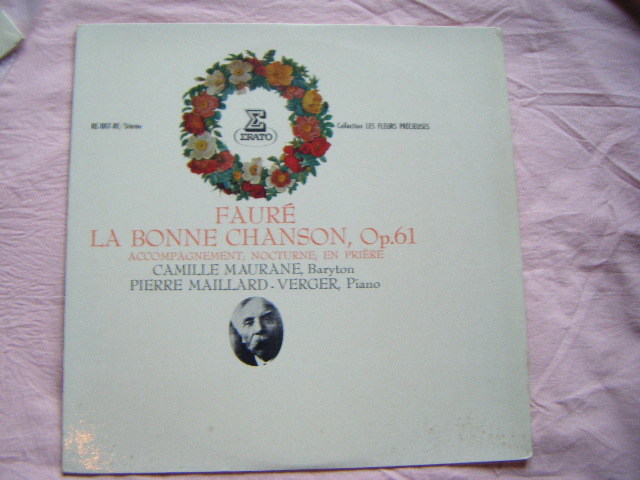 Stéréo
Collection LES FLEURS PRÉCIEUSES
ERATO
FAURÉ
LA BONNE CHANSON, Op.61
ACCOMPAGNEMENT; NOCTURNE; EN PRIÈRE
CAMILLE MAURANE, Baryton
PIERRE MAILLARD-VERGER, Piano